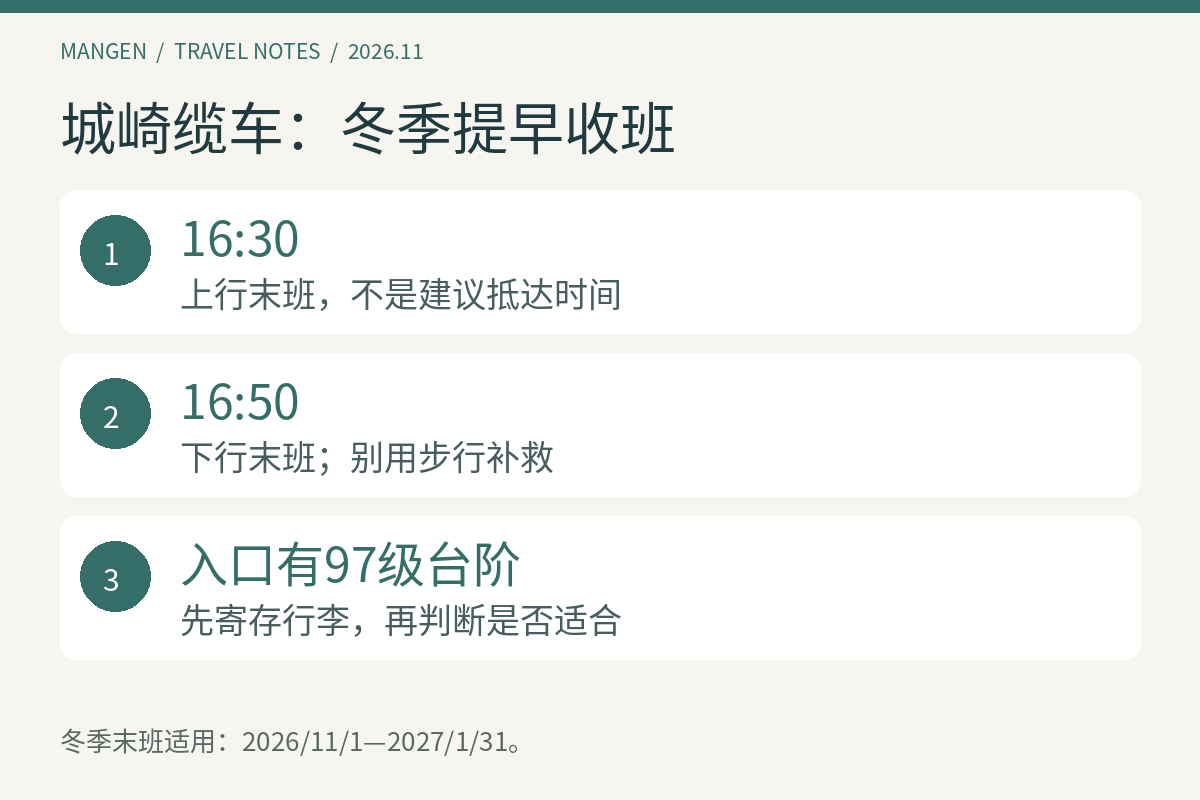 MANGEN / TRAVEL NOTES / 2026.11
城崎缆车：冬季提早收班
1
16:30
上行末班，不是建议抵达时间
2
16:50
下行末班；别用步行补救
3
入口有97级台阶
先寄存行李，再判断是否适合
冬季末班适用：2026/11/1—2027/1/31。